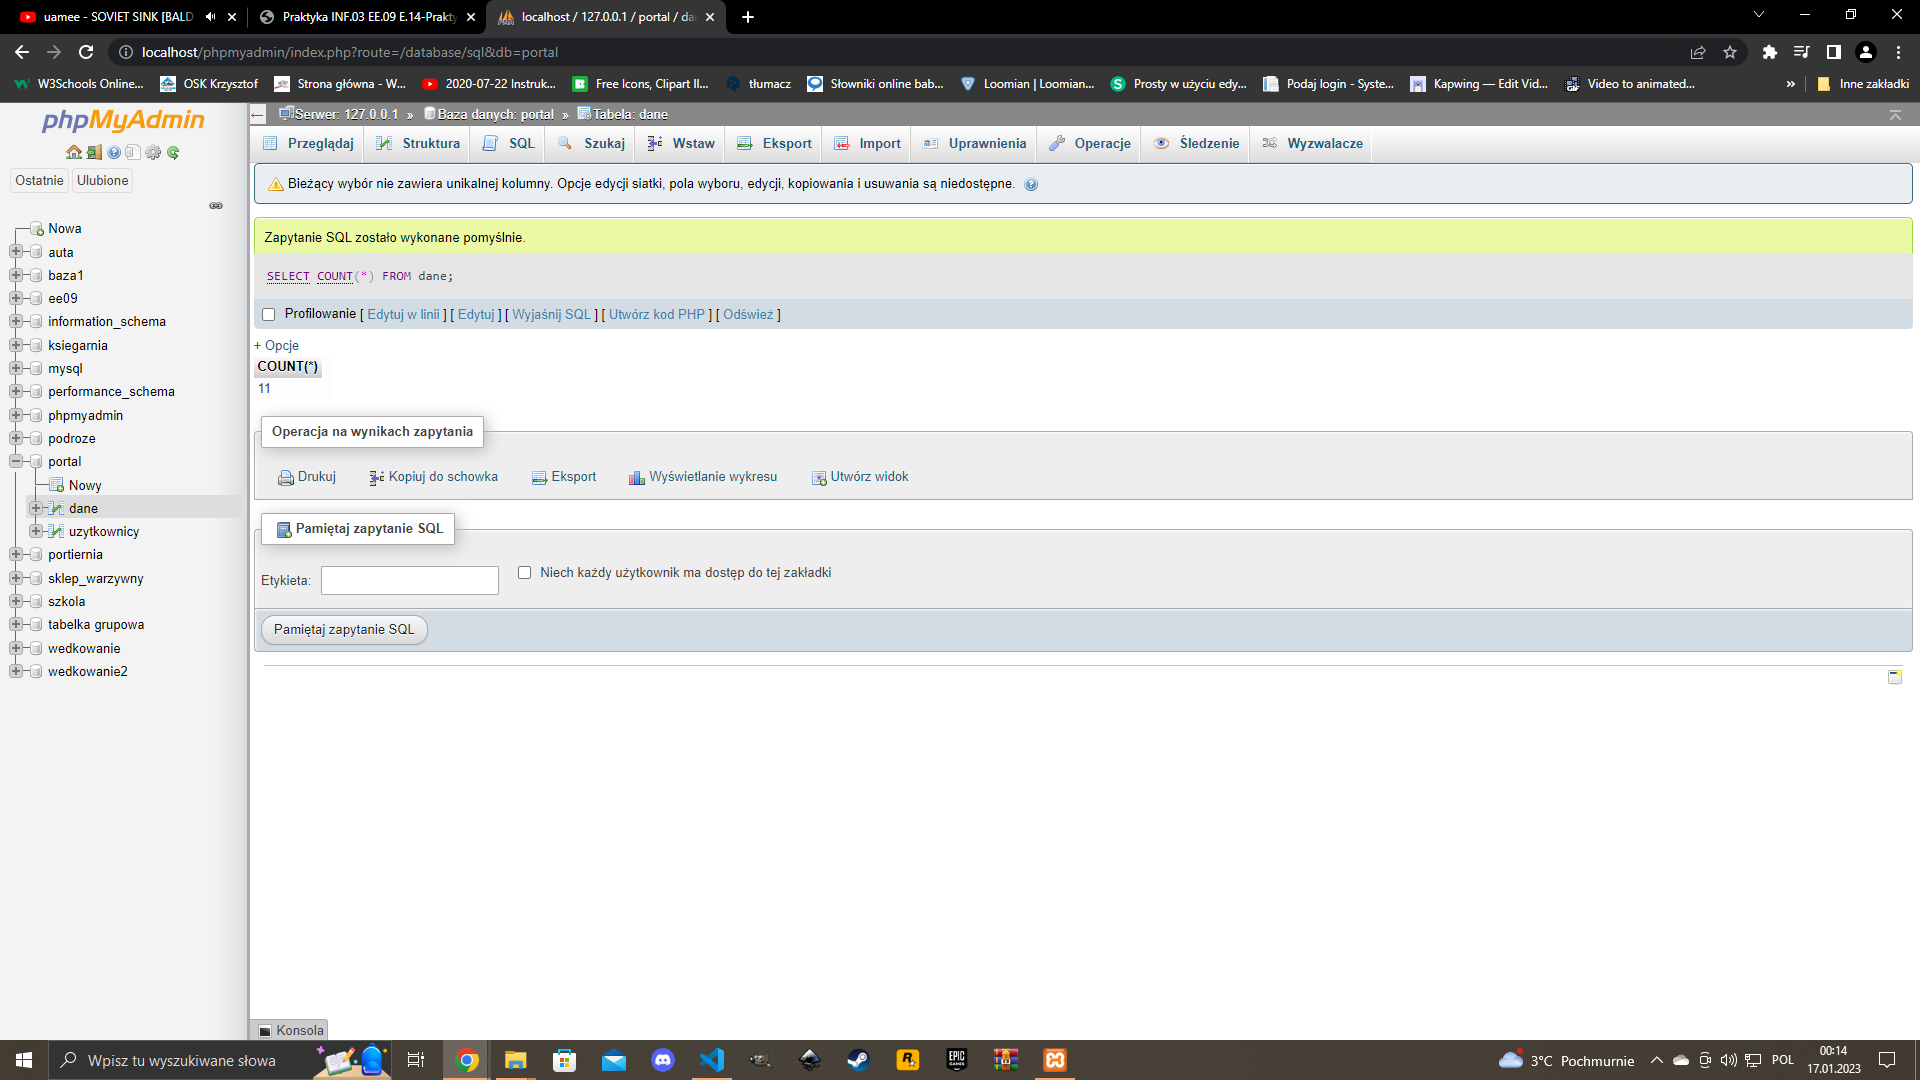 uamee - SOVIET SINK [BALD
Praktyka INF.03 EE.09 E.14-Prakty
localhost / 127.0.0.1 / portal / da
localhost/phpmyadmin/index.php?route=/database/sql&db=portal
W3Schools Online...
OSK Krzysztof
Strona główna - W...
2020-07-22 Instruk...
Free Icons, Clipart Il...
tłumacz
Słowniki online bab...
Loomian | Loomian...
Prosty w użyciu edy...
Podaj login - Syste...
Kapwing — Edit Vid...
Video to animated...
»
Inne zakładki
phpMyAdmin
Ostatnie
Ulubione
Nowa
auta
baza1
ee09
information_schema
ksiegarnia
mysql
performance_schema
phpmyadmin
podroze
portal
Nowy
dane
uzytkownicy
portiernia
sklep_warzywny
szkola
tabelka grupowa
wedkowanie
wedkowanie2
Serwer: 127.0.0.1 » Baza danych: portal » Tabela: dane
Przeglądaj
Struktura
SQL
Szukaj
Wstaw
Eksport
Import
Uprawnienia
Operacje
Śledzenie
Wyzwalacze
Bieżący wybór nie zawiera unikalnej kolumny. Opcje edycji siatki, pola wyboru, edycji, kopiowania i usuwania są niedostępne.
Zapytanie SQL zostało wykonane pomyślnie.
SELECT COUNT(*) FROM dane;
Profilowanie [ Edytuj w linii ] [ Edytuj ] [ Wyjaśnij SQL ] [ Utwórz kod PHP ] [ Odśwież ]
+ Opcje
COUNT(*)
11
Operacja na wynikach zapytania
Drukuj
Kopiuj do schowka
Eksport
Wyświetlanie wykresu
Utwórz widok
Pamiętaj zapytanie SQL
Etykieta:
Niech każdy użytkownik ma dostęp do tej zakładki
Pamiętaj zapytanie SQL
Konsola
Wpisz tu wyszukiwane słowa
EPIC GAMES
3°C Pochmurnie
POL
00:14
17.01.2023